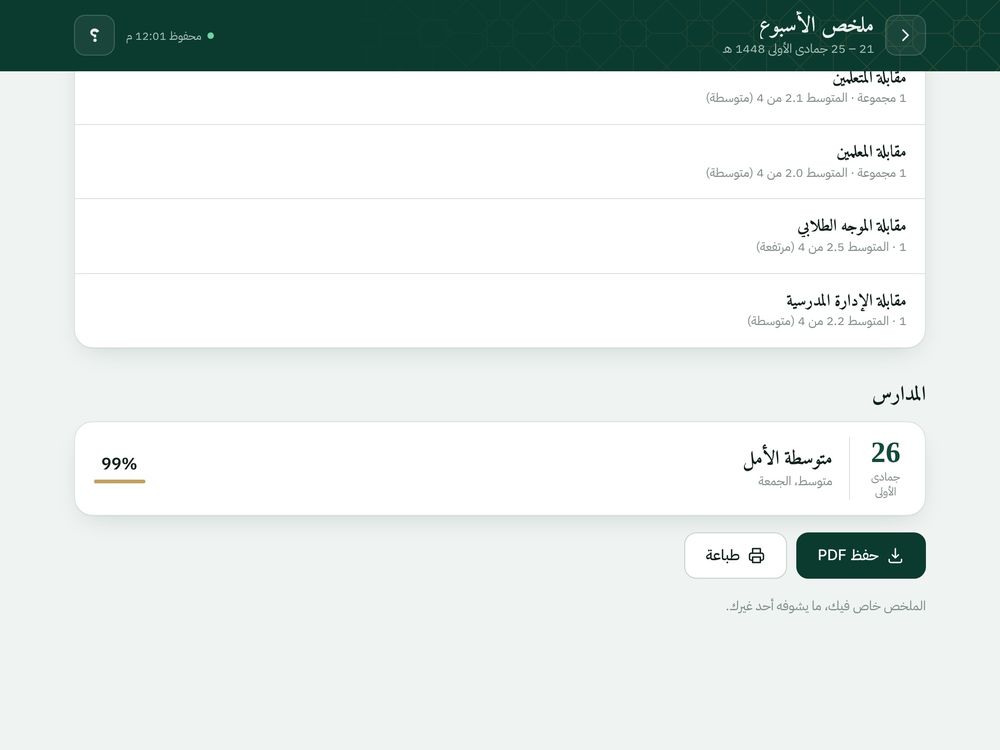 ملخص الأسبوع
21 – 25 جمادى الأولى 1448 هـ
محفوظ 12:01 م
؟
مقابلة المتعلمين
1 مجموعة · المتوسط 2.1 من 4 (متوسطة)
مقابلة المعلمين
1 مجموعة · المتوسط 2.0 من 4 (متوسطة)
مقابلة الموجه الطلابي
1 · المتوسط 2.5 من 4 (مرتفعة)
مقابلة الإدارة المدرسية
1 · المتوسط 2.2 من 4 (متوسطة)
المدارس
26
جمادى
الأولى
متوسطة الأمل
متوسط، الجمعة
99%
حفظ PDF
طباعة
الملخص خاص فيك، ما يشوفه أحد غيرك.